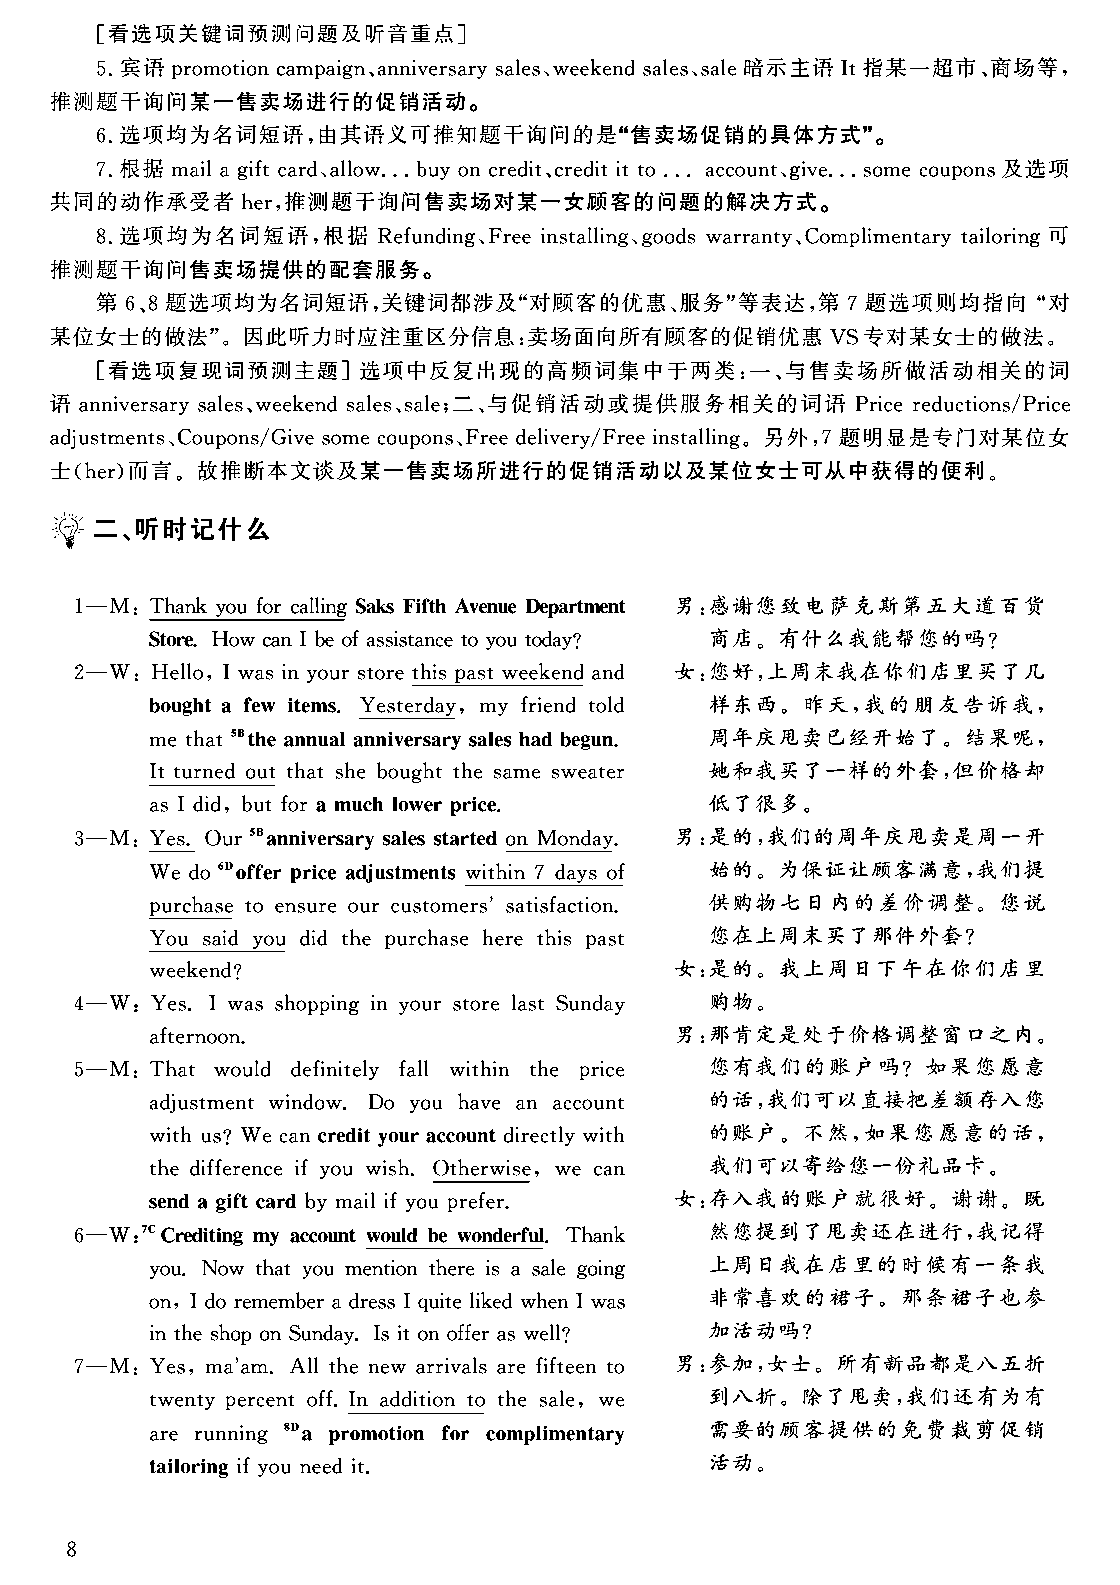 [看选项关键词预测问题及听音重点]
5. 宾语 promotion campaign、anniversary sales、weekend sales、sale 暗示主语 It 指某一超市、商场等,
推测题干询问某一售卖场进行的促销活动。
6. 选项均为名词短语,由其语义可推知题干询问的是“售卖场促销的具体方式”。
7. 根据 mail a gift card、allow... buy on credit、credit it to ... account、give... some coupons 及选项
共同的动作承受者 her,推测题干询问售卖场对某一女顾客的问题的解决方式。
8. 选项均为名词短语,根据 Refunding、Free installing、goods warranty、Complimentary tailoring 可
推测题干询问售卖场提供的配套服务。
第 6、8 题选项均为名词短语,关键词都涉及“对顾客的优惠、服务”等表达,第 7 题选项则均指向 “对
某位女士的做法”。因此听力时应注重区分信息:卖场面向所有顾客的促销优惠 VS 专对某女士的做法。
[看选项复现词预测主题] 选项中反复出现的高频词集中于两类:一、与售卖场所做活动相关的词
语 anniversary sales、weekend sales、sale;二、与促销活动或提供服务相关的词语 Price reductions/Price
adjustments、Coupons/Give some coupons、Free delivery/Free installing。另外,7 题明显是专门对某位女
士(her)而言。故推断本文谈及某一售卖场所进行的促销活动以及某位女士可从中获得的便利。
二、听时记什么
1—M: Thank you for calling Saks Fifth Avenue Department
Store. How can I be of assistance to you today?
2—W: Hello, I was in your store this past weekend and
bought a few items. Yesterday, my friend told
me that 5Bthe annual anniversary sales had begun.
It turned out that she bought the same sweater
as I did, but for a much lower price.
3—M: Yes. Our 5Banniversary sales started on Monday.
We do 6Doffer price adjustments within 7 days of
purchase to ensure our customers' satisfaction.
You said you did the purchase here this past
weekend?
4—W: Yes. I was shopping in your store last Sunday
afternoon.
5—M: That would definitely fall within the price
adjustment window. Do you have an account
with us? We can credit your account directly with
the difference if you wish. Otherwise, we can
send a gift card by mail if you prefer.
6—W: 7CCrediting my account would be wonderful. Thank
you. Now that you mention there is a sale going
on, I do remember a dress I quite liked when I was
in the shop on Sunday. Is it on offer as well?
7—M: Yes, ma'am. All the new arrivals are fifteen to
twenty percent off. In addition to the sale, we
are running 8Da promotion for complimentary
tailoring if you need it.
男:感谢您致电萨克斯第五大道百货
商店。有什么我能帮您的吗?
女:您好,上周末我在你们店里买了几
样东西。昨天,我的朋友告诉我,
周年庆甩卖已经开始了。结果呢,
她和我买了一样的外套,但价格却
低了很多。
男:是的,我们的周年庆甩卖是周一开
始的。为保证让顾客满意,我们提
供购物七日内的差价调整。您说
您在上周末买了那件外套?
女:是的。我上周日下午在你们店里
购物。
男:那肯定是处于价格调整窗口之内。
您有我们的账户吗?如果您愿意
的话,我们可以直接把差额存入您
的账户。不然,如果您愿意的话,
我们可以寄给您一份礼品卡。
女:存入我的账户就很好。谢谢。既
然您提到了甩卖还在进行,我记得
上周日我在店里的时候有一条我
非常喜欢的裙子。那条裙子也参
加活动吗?
男:参加,女士。所有新品都是八五折
到八折。除了甩卖,我们还有为有
需要的顾客提供的免费裁剪促销
活动。
8